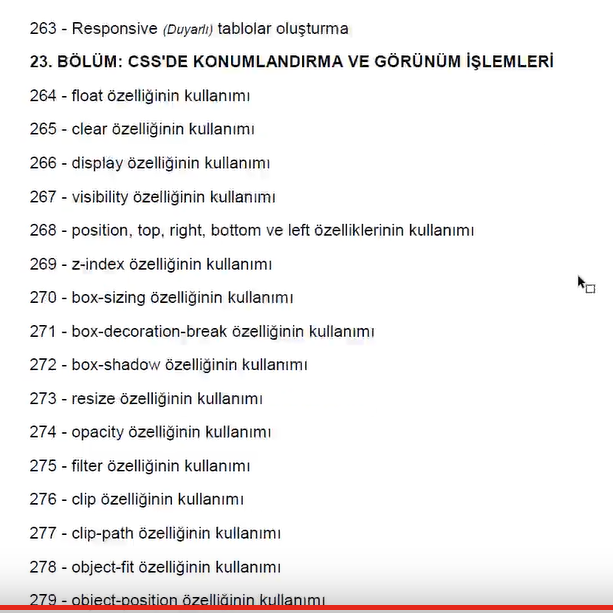 263 - Responsive (Duyarlı) tablolar oluşturma
23. BÖLÜM: CSS'DE KONUMLANDIRMA VE GÖRÜNÜM İŞLEMLERİ
264 - float özelliğinin kullanımı
265 - clear özelliğinin kullanımı
266 - display özelliğinin kullanımı
267 - visibility özelliğinin kullanımı
268 - position, top, right, bottom ve left özelliklerinin kullanımı
269 - z-index özelliğinin kullanımı
270 - box-sizing özelliğinin kullanımı
271 - box-decoration-break özelliğinin kullanımı
272 - box-shadow özelliğinin kullanımı
273 - resize özelliğinin kullanımı
274 - opacity özelliğinin kullanımı
275 - filter özelliğinin kullanımı
276 - clip özelliğinin kullanımı
277 - clip-path özelliğinin kullanımı
278 - object-fit özelliğinin kullanımı
279 - object-position özelliğinin kullanımı